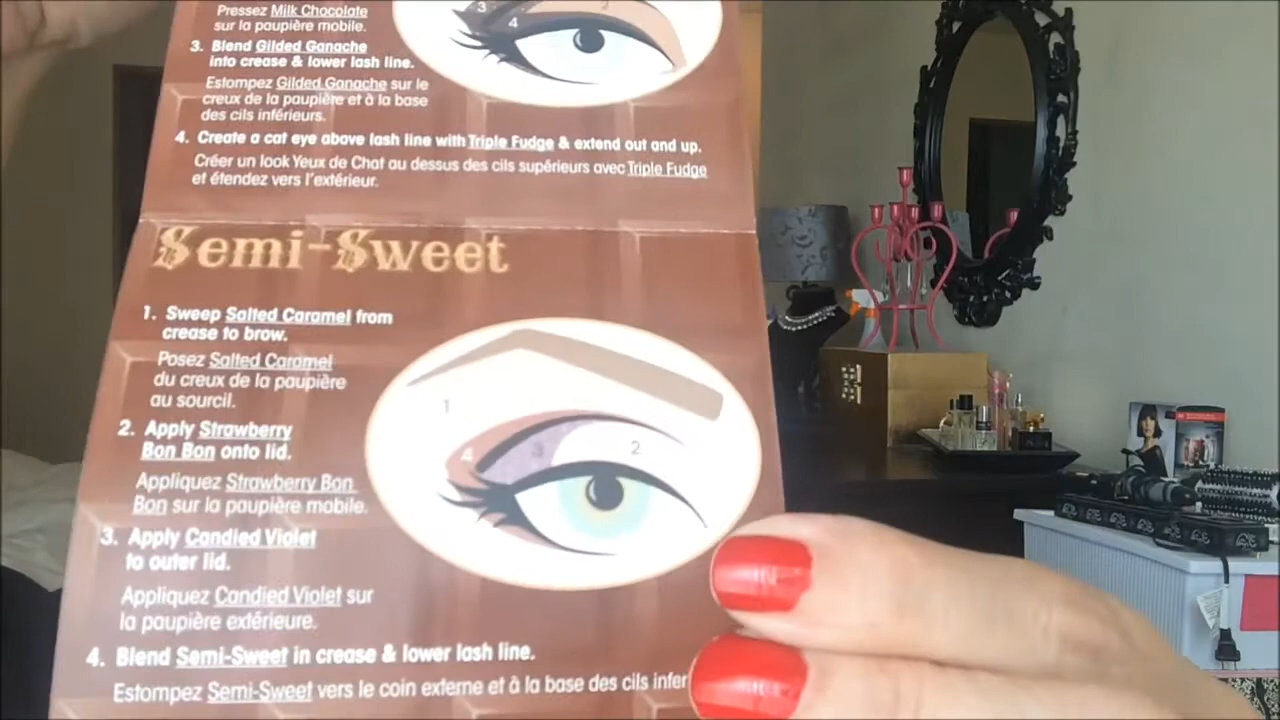 Pressez Milk Chocolate
sur la paupière mobile.
3. Blend Gilded Ganache
into crease & lower lash line.
Estompez Gilded Ganache sur le
creux de la paupière et à la base
des cils inférieurs.
4. Create a cat eye above lash line with Triple Fudge & extend out and up.
Créer un look Yeux de Chat au dessus des cils supérieurs avec Triple Fudge
et étendez vers l'extérieur.
3
4
Semi-Sweet
1. Sweep Salted Caramel from
crease to brow.
Posez Salted Caramel
du creux de la paupière
au sourcil.
2. Apply Strawberry
Bon Bon onto lid.
Appliquez Strawberry Bon
Bon sur la paupière mobile.
3. Apply Candied Violet
to outer lid.
Appliquez Candied Violet sur
la paupière extérieure.
4. Blend Semi-Sweet in crease & lower lash line.
Estompez Semi-Sweet vers le coin externe et à la base des cils infer
1
2
3
4